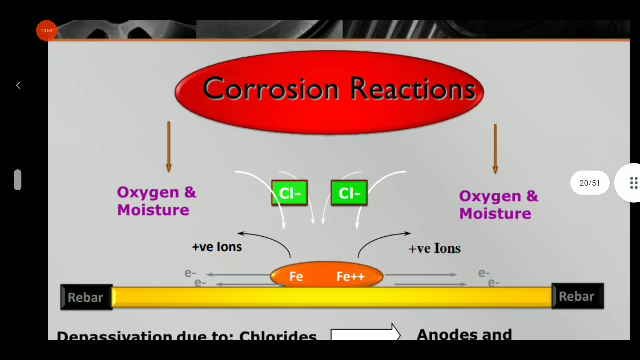 Corrosion Reactions
Oxygen &
Moisture
Cl-
Cl-
Oxygen &
Moisture
20/51
+ve Ions
+ve Ions
e-
e-
Fe
Fe++
e-
e-
Rebar
Rebar
Depassivation due to: Chlorides
Anodes and